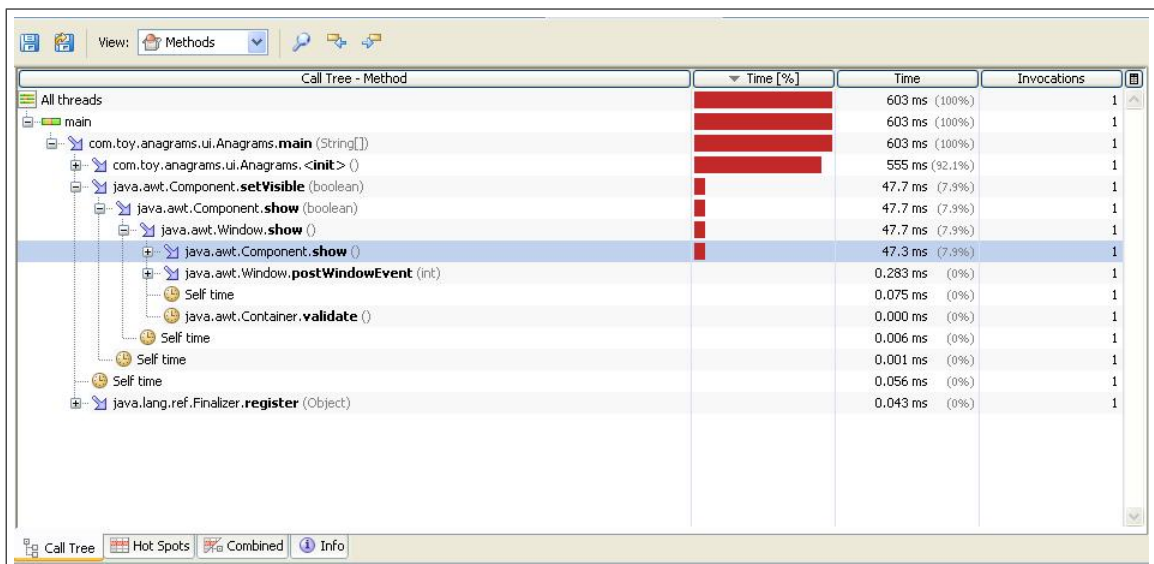 View: Methods
Call Tree - Method Time [%] Time Invocations
All threads 603 ms (100%) 1
main 603 ms (100%) 1
com.toy.anagrams.ui.Anagrams.main (String[]) 603 ms (100%) 1
com.toy.anagrams.ui.Anagrams.<init> () 555 ms (92.1%) 1
java.awt.Component.setVisible (boolean) 47.7 ms (7.9%) 1
java.awt.Component.show (boolean) 47.7 ms (7.9%) 1
java.awt.Window.show () 47.7 ms (7.9%) 1
java.awt.Component.show () 47.3 ms (7.9%) 1
java.awt.Window.postWindowEvent (int) 0.283 ms (0%) 1
Self time 0.075 ms (0%) 1
java.awt.Container.validate () 0.000 ms (0%) 1
Self time 0.006 ms (0%) 1
Self time 0.001 ms (0%) 1
Self time 0.056 ms (0%) 1
java.lang.ref.Finalizer.register (Object) 0.043 ms (0%) 1
Call Tree Hot Spots Combined Info